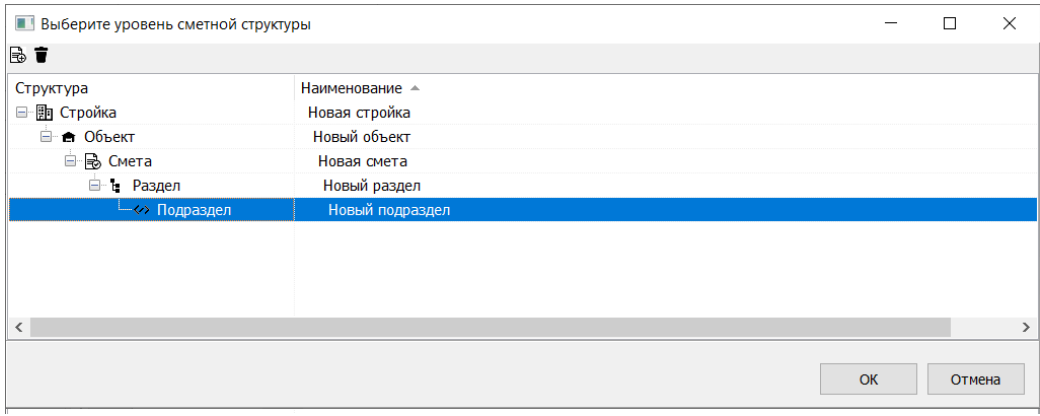 Выберите уровень сметной структуры
Структура Наименование
Стройка Новая стройка
Объект Новый объект
Смета Новая смета
Раздел Новый раздел
Подраздел Новый подраздел
ОК Отмена